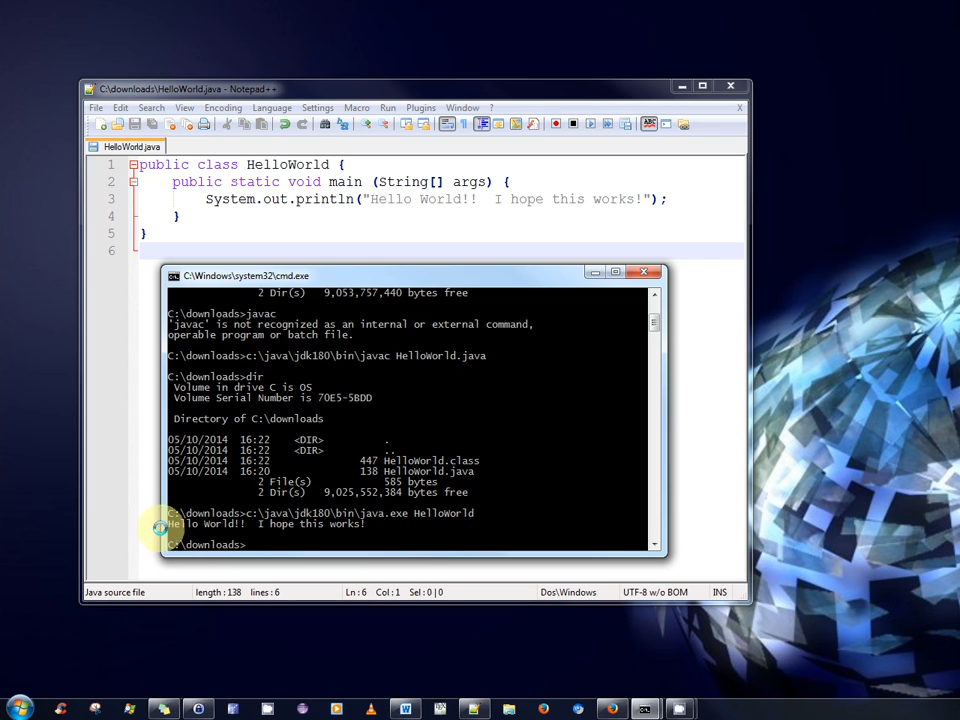 C:\downloads\HelloWorld.java - Notepad++
File Edit Search View Encoding Language Settings Macro Run Plugins Window ? X
HelloWorld.java
1 public class HelloWorld {
2 public static void main (String[] args) {
3 System.out.println("Hello World!!  I hope this works!");
4 }
5 }
6
C:\Windows\system32\cmd.exe
2 Dir(s)   9,053,757,440 bytes free
C:\downloads>javac
'javac' is not recognized as an internal or external command,
operable program or batch file.
C:\downloads>c:\java\jdk180\bin\javac HelloWorld.java
C:\downloads>dir
Volume in drive C is OS
Volume Serial Number is 70E5-5BDD
Directory of C:\downloads
05/10/2014  16:22    <DIR>          .
05/10/2014  16:22    <DIR>          ..
05/10/2014  16:22               447 HelloWorld.class
05/10/2014  16:20               138 HelloWorld.java
2 File(s)            585 bytes
2 Dir(s)   9,025,552,384 bytes free
C:\downloads>c:\java\jdk180\bin\java.exe HelloWorld
Hello World!!  I hope this works!
C:\downloads>
Java source file length : 138 lines : 6 Ln : 6 Col : 1 Sel : 0 | 0 Dos\Windows UTF-8 w/o BOM INS